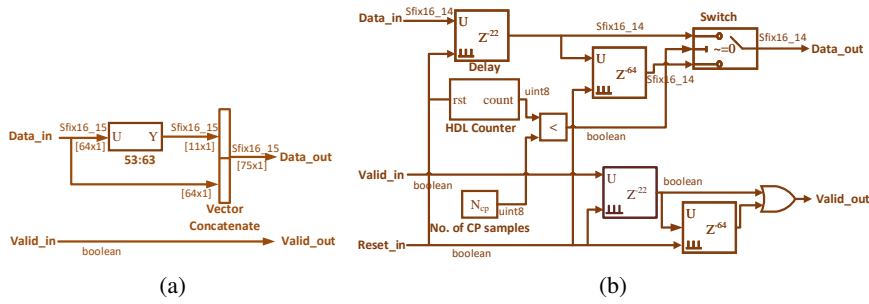 Data_in
Sfix16_15
[64x1]
U Y
53:63
Sfix16_15
[11x1]
[64x1]
Sfix16_15
[75x1]
Data_out
Vector
Concatenate
Valid_in
boolean
Valid_out
(a)
Data_in
Sfix16_14
U
Z-22
Delay
Sfix16_14
U
Z-64
Sfix16_14
Switch
~=0
Sfix16_14
Data_out
rst count
HDL Counter
uint8
<
boolean
Valid_in
boolean
Ncp
uint8
No. of CP samples
U
Z-22
boolean
U
Z-64
Valid_out
Reset_in
boolean
(b)